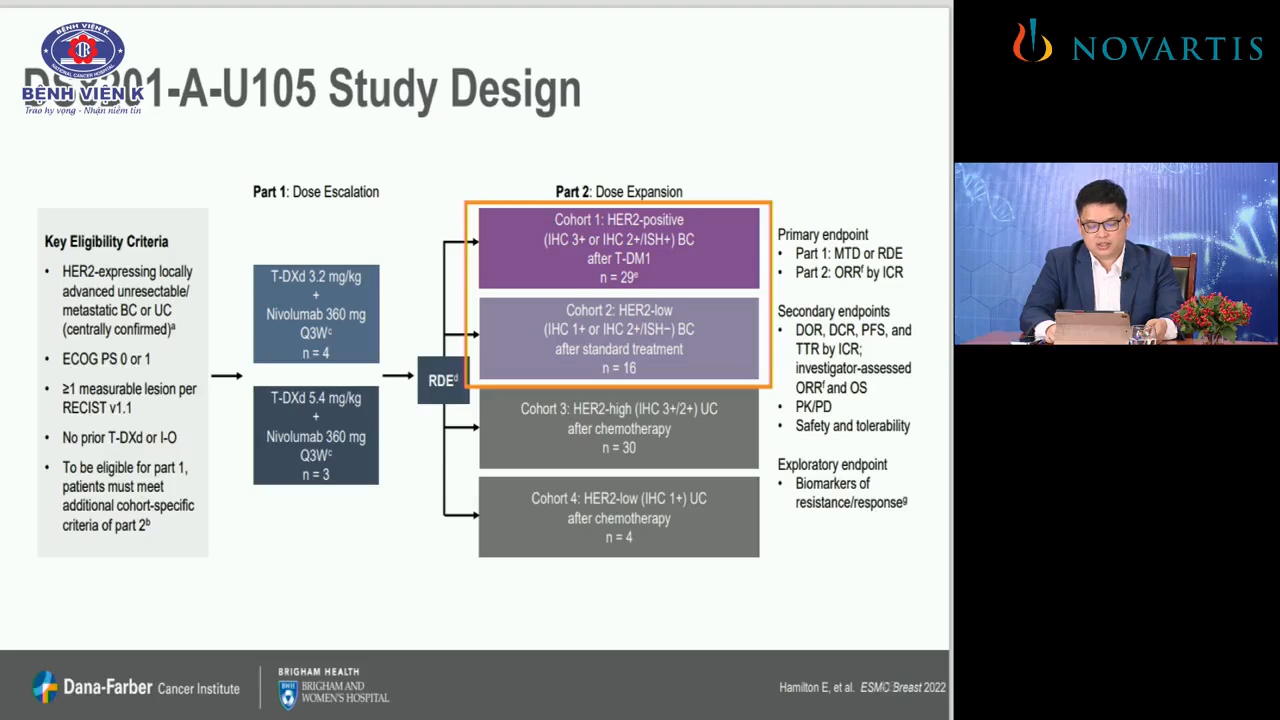 BỆNH VIỆN K
NATIONAL CANCER HOSPITAL
BỆNH VIỆN K
Trao hy vọng - Nhận niềm tin
-A-U105 Study Design
NOVARTIS
Part 1: Dose Escalation
Part 2: Dose Expansion
Key Eligibility Criteria
• HER2-expressing locally
advanced unresectable/
metastatic BC or UC
(centrally confirmed)ᵃ
• ECOG PS 0 or 1
• ≥1 measurable lesion per
RECIST v1.1
• No prior T-DXd or I-O
• To be eligible for part 1,
patients must meet
additional cohort-specific
criteria of part 2ᵇ
T-DXd 3.2 mg/kg
+
Nivolumab 360 mg
Q3Wᶜ
n = 4
T-DXd 5.4 mg/kg
+
Nivolumab 360 mg
Q3Wᶜ
n = 3
RDEᵈ
Cohort 1: HER2-positive
(IHC 3+ or IHC 2+/ISH+) BC
after T-DM1
n = 29ᵉ
Cohort 2: HER2-low
(IHC 1+ or IHC 2+/ISH−) BC
after standard treatment
n = 16
Cohort 3: HER2-high (IHC 3+/2+) UC
after chemotherapy
n = 30
Cohort 4: HER2-low (IHC 1+) UC
after chemotherapy
n = 4
Primary endpoint
• Part 1: MTD or RDE
• Part 2: ORRᶠ by ICR
Secondary endpoints
• DOR, DCR, PFS, and
TTR by ICR;
investigator-assessed
ORRᶠ and OS
• PK/PD
• Safety and tolerability
Exploratory endpoint
• Biomarkers of
resistance/responseᵍ
Dana-Farber Cancer Institute
BRIGHAM HEALTH
BWH
BRIGHAM AND
WOMEN'S HOSPITAL
Hamilton E, et al. ESMO Breast 2022